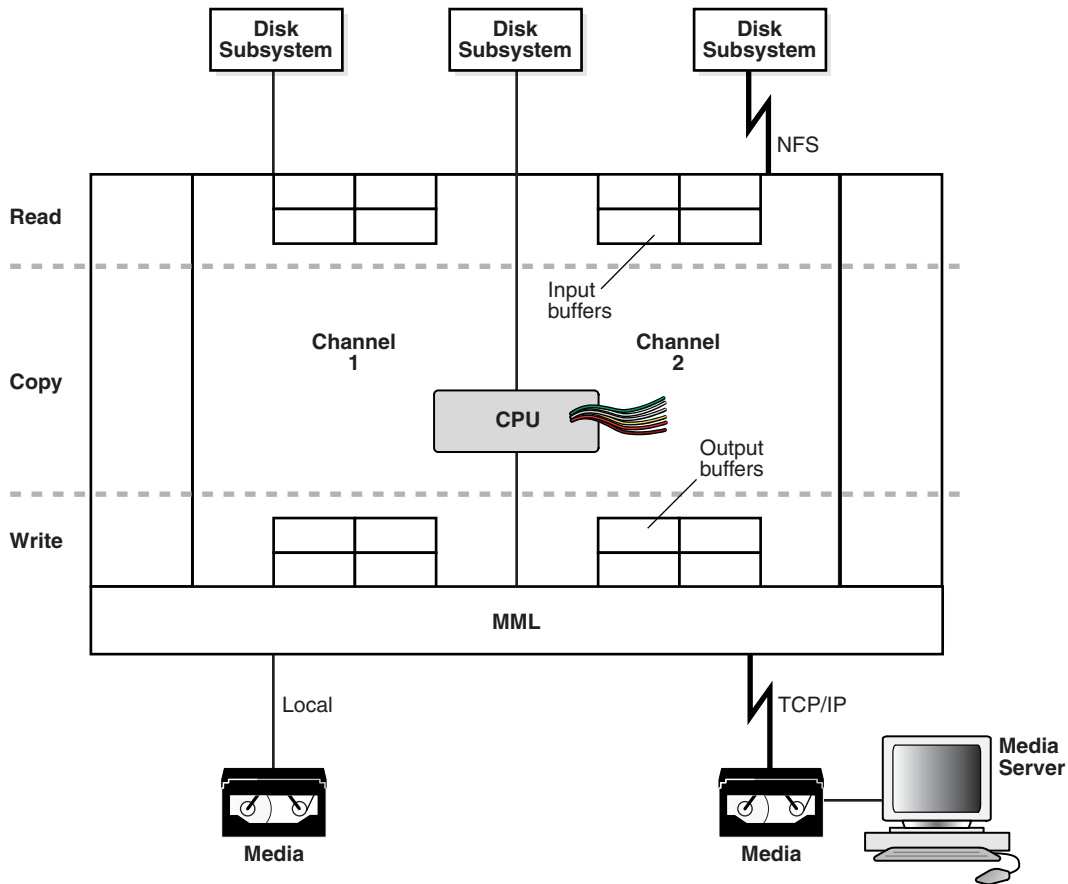 Disk
Subsystem
Disk
Subsystem
Disk
Subsystem
NFS
Read
Input
buffers
Channel
1
Channel
2
Copy
CPU
Output
buffers
Write
MML
Local
TCP/IP
Media
Server
Media
Media